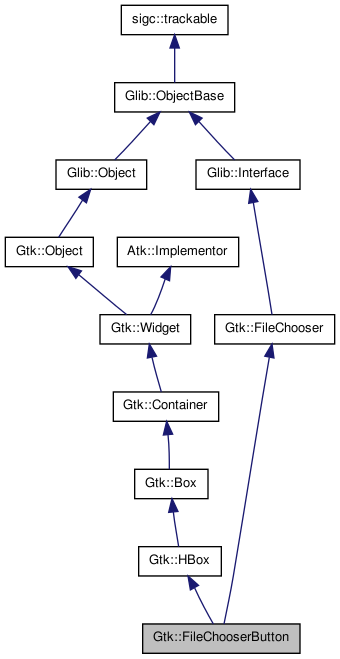 sigc::trackable
Glib::ObjectBase
Glib::Object
Glib::Interface
Gtk::Object
Atk::Implementor
Gtk::Widget
Gtk::FileChooser
Gtk::Container
Gtk::Box
Gtk::HBox
Gtk::FileChooserButton